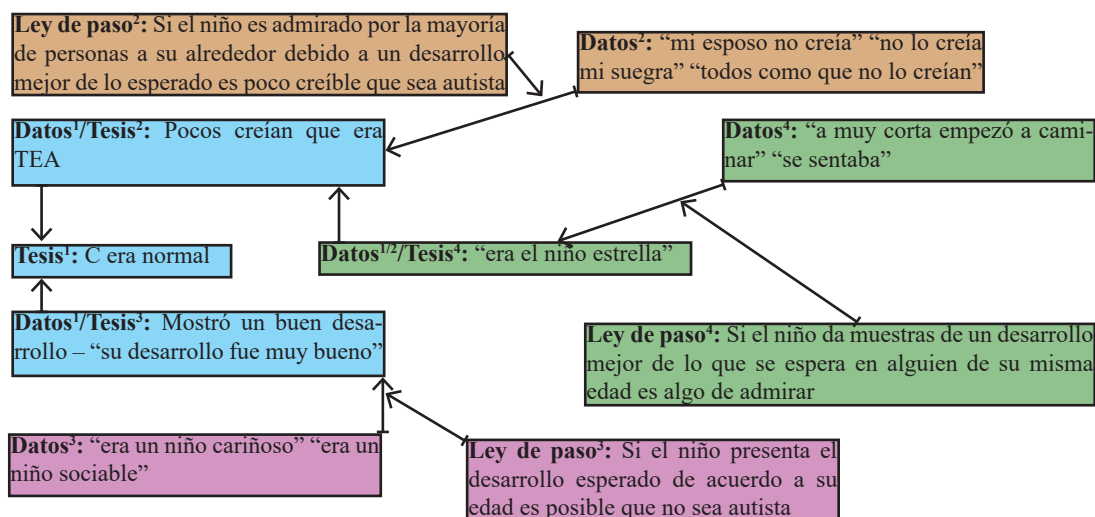 Ley de paso²: Si el niño es admirado por la mayoría
de personas a su alrededor debido a un desarrollo
mejor de lo esperado es poco creíble que sea autista
Datos²: “mi esposo no creía” “no lo creía
mi suegra” “todos como que no lo creían”
Datos¹/Tesis²: Pocos creían que era
TEA
Datos⁴: “a muy corta empezó a cami-
nar” “se sentaba”
Tesis¹: C era normal
Datos¹/²/Tesis⁴: “era el niño estrella”
Datos¹/Tesis³: Mostró un buen desa-
rrollo – “su desarrollo fue muy bueno”
Ley de paso⁴: Si el niño da muestras de un desarrollo
mejor de lo que se espera en alguien de su misma
edad es algo de admirar
Datos³: “era un niño cariñoso” “era un
niño sociable”
Ley de paso³: Si el niño presenta el
desarrollo esperado de acuerdo a su
edad es posible que no sea autista